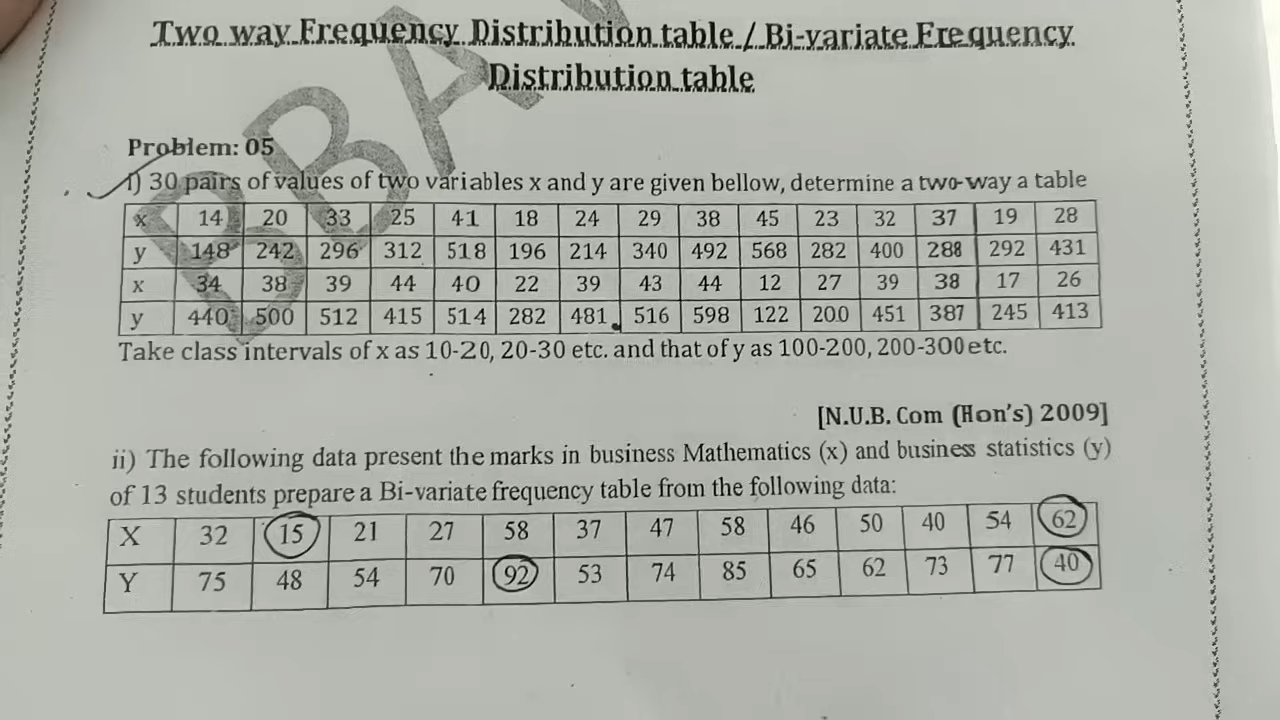 Two way Frequency Distribution table / Bi-variate Frequency
Distribution table
Problem: 05
i) 30 pairs of values of two variables x and y are given bellow, determine a two-way a table
x 14 20 33 25 41 18 24 29 38 45 23 32 37 19 28
y 148 242 296 312 518 196 214 340 492 568 282 400 288 292 431
x 34 38 39 44 40 22 39 43 44 12 27 39 38 17 26
y 440 500 512 415 514 282 481 516 598 122 200 451 387 245 413
Take class intervals of x as 10-20, 20-30 etc. and that of y as 100-200, 200-300 etc.
[N.U.B. Com (Hon's) 2009]
ii) The following data present the marks in business Mathematics (x) and business statistics (y)
of 13 students prepare a Bi-variate frequency table from the following data:
X 32 15 21 27 58 37 47 58 46 50 40 54 62
Y 75 48 54 70 92 53 74 85 65 62 73 77 40